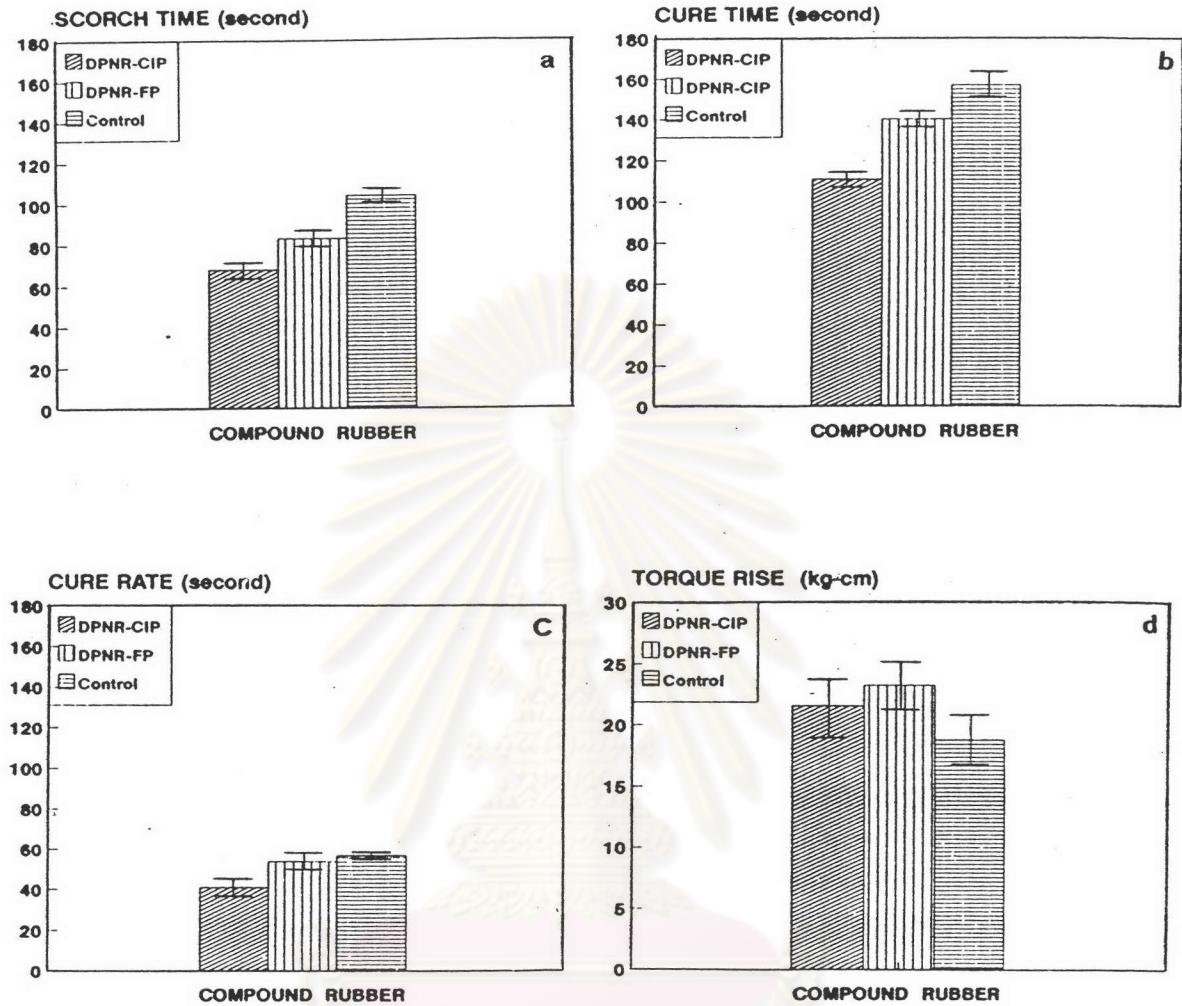 SCORCH TIME (second)
180
160
140
120
100
80
60
40
20
0
DPNR-CIP
DPNR-FP
Control
a
COMPOUND RUBBER
CURE TIME (second)
180
160
140
120
100
80
60
40
20
0
DPNR-CIP
DPNR-CIP
Control
b
COMPOUND RUBBER
CURE RATE (second)
180
160
140
120
100
80
60
40
20
0
DPNR-CIP
DPNR-FP
Control
C
COMPOUND RUBBER
TORQUE RISE (kg-cm)
30
25
20
15
10
5
0
DPNR-CIP
DPNR-FP
Control
d
COMPOUND RUBBER